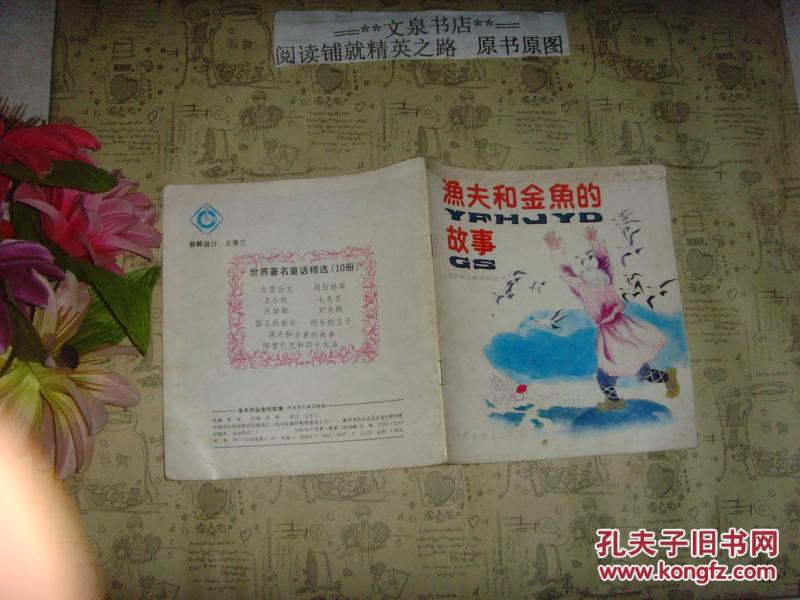 ==**文泉书店**==
阅读铺就精英之路 原书原图
装帧设计 王琴兰
世界著名童话精选(10册)
白雪公主 拇指姑娘
丑小鸭 七色花
灰姑娘 野天鹅
国王的新衣 快乐的王子
渔夫和金鱼的故事
阿里巴巴和四十大盗
渔夫和金鱼的故事
漁夫和金魚的
YFHJYD
故事
GS
孔夫子旧书网
www.kongfz.com